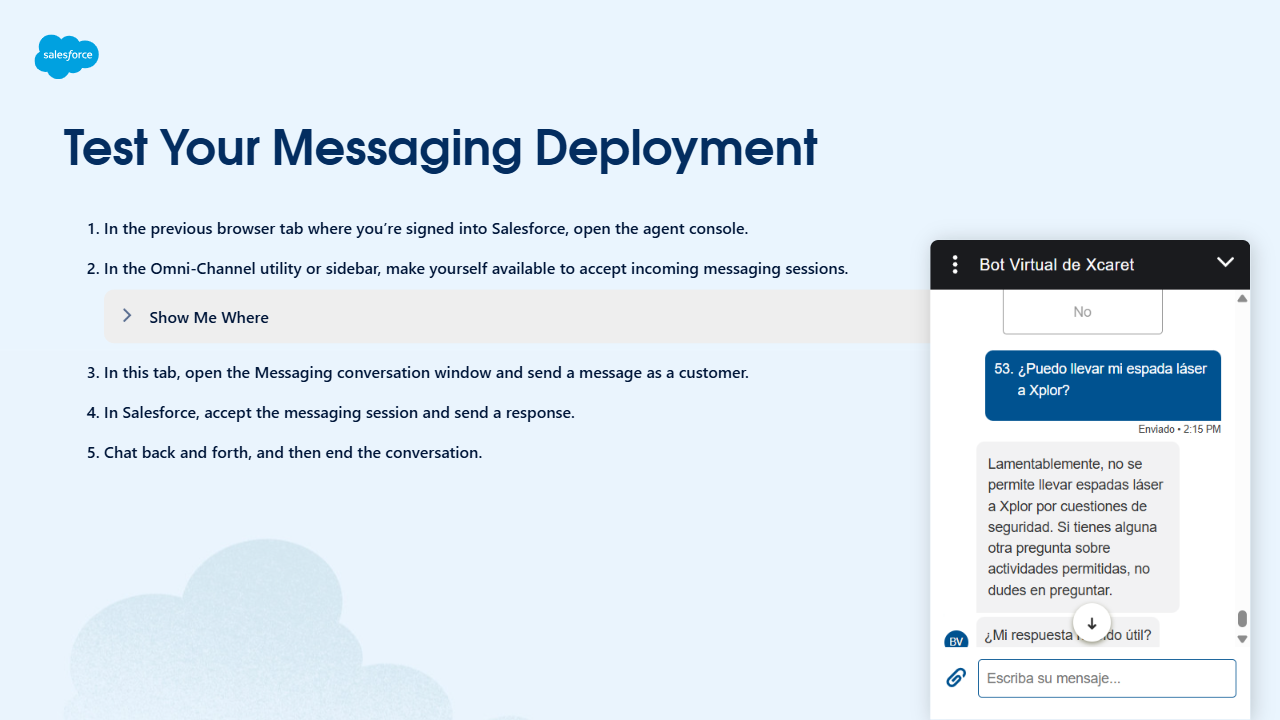 salesforce
Test Your Messaging Deployment
1. In the previous browser tab where you’re signed into Salesforce, open the agent console.
2. In the Omni-Channel utility or sidebar, make yourself available to accept incoming messaging sessions.
Show Me Where
3. In this tab, open the Messaging conversation window and send a message as a customer.
4. In Salesforce, accept the messaging session and send a response.
5. Chat back and forth, and then end the conversation.
Bot Virtual de Xcaret
No
53. ¿Puedo llevar mi espada láser
a Xplor?
Enviado • 2:15 PM
Lamentablemente, no se
permite llevar espadas láser
a Xplor por cuestiones de
seguridad. Si tienes alguna
otra pregunta sobre
actividades permitidas, no
dudes en preguntar.
BV
¿Mi respuesta útil?
Escriba su mensaje...